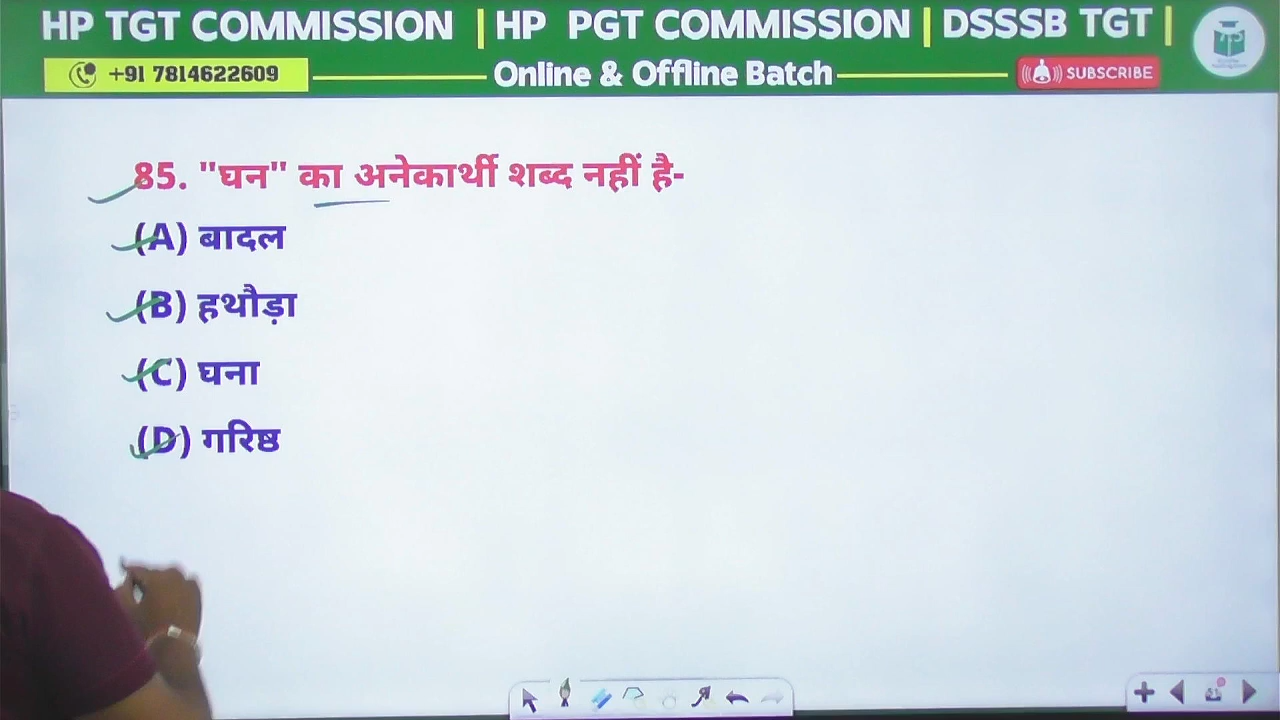 HP TGT COMMISSION | HP PGT COMMISSION | DSSSB TGT |
+91 7814622609
Online & Offline Batch
SUBSCRIBE
85. "घन" का अनेकार्थी शब्द नहीं है-
(A) बादल
(B) हथौड़ा
(C) घना
(D) गरिष्ठ